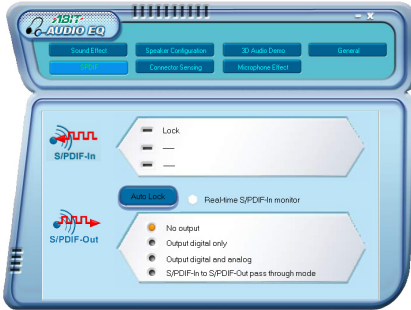 ABIT
AUDIO EQ
Sound Effect
Speaker Configuration
3D Audio Demo
General
SPDIF
Connector Sensing
Microphone Effect
S/PDIF-In
Lock
Auto Lock
Real-time S/PDIF-In monitor
S/PDIF-Out
No output
Output digital only
Output digital and analog
S/PDIF-In to S/PDIF-Out pass through mode